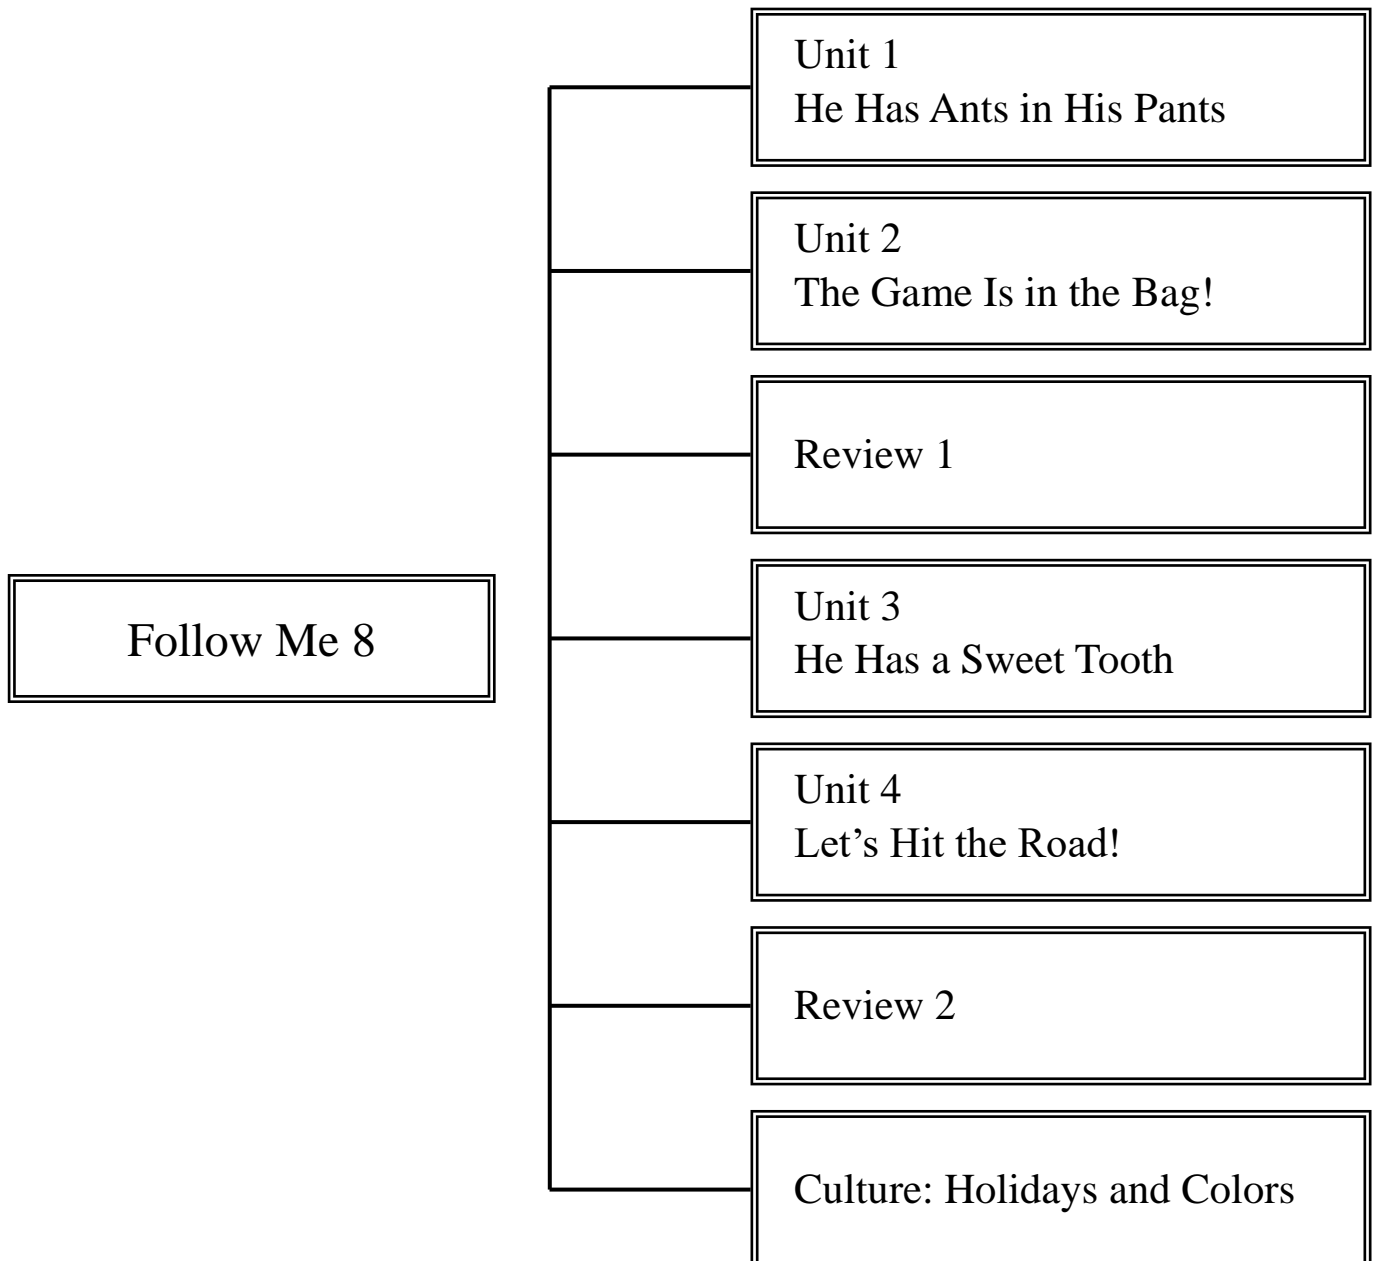 Follow Me 8
Unit 1
He Has Ants in His Pants
Unit 2
The Game Is in the Bag!
Review 1
Unit 3
He Has a Sweet Tooth
Unit 4
Let’s Hit the Road!
Review 2
Culture: Holidays and Colors